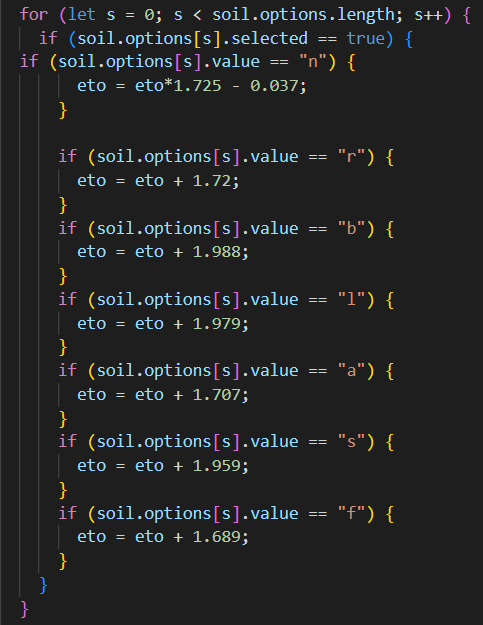 for (let s = 0; s < soil.options.length; s++) {
if (soil.options[s].selected == true) {
if (soil.options[s].value == "n") {
eto = eto*1.725 - 0.037;
}
if (soil.options[s].value == "r") {
eto = eto + 1.72;
}
if (soil.options[s].value == "b") {
eto = eto + 1.988;
}
if (soil.options[s].value == "l") {
eto = eto + 1.979;
}
if (soil.options[s].value == "a") {
eto = eto + 1.707;
}
if (soil.options[s].value == "s") {
eto = eto + 1.959;
}
if (soil.options[s].value == "f") {
eto = eto + 1.689;
}
}
}